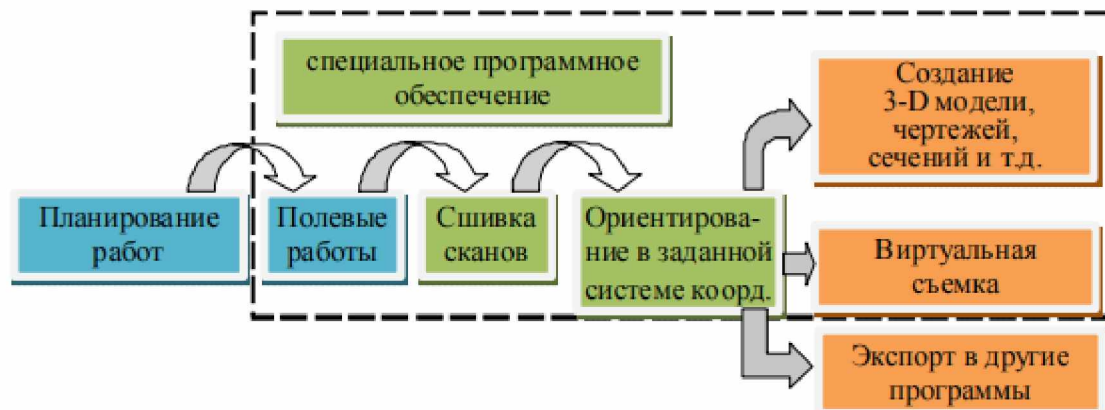 специальное программное
обеспечение
Планирование
работ
Полевые
работы
Сшивка
сканов
Ориентирова-
ние в заданной
системе коорд.
Создание
3-D модели,
чертежей,
сечений и т.д.
Виртуальная
съемка
Экспорт в другие
программы